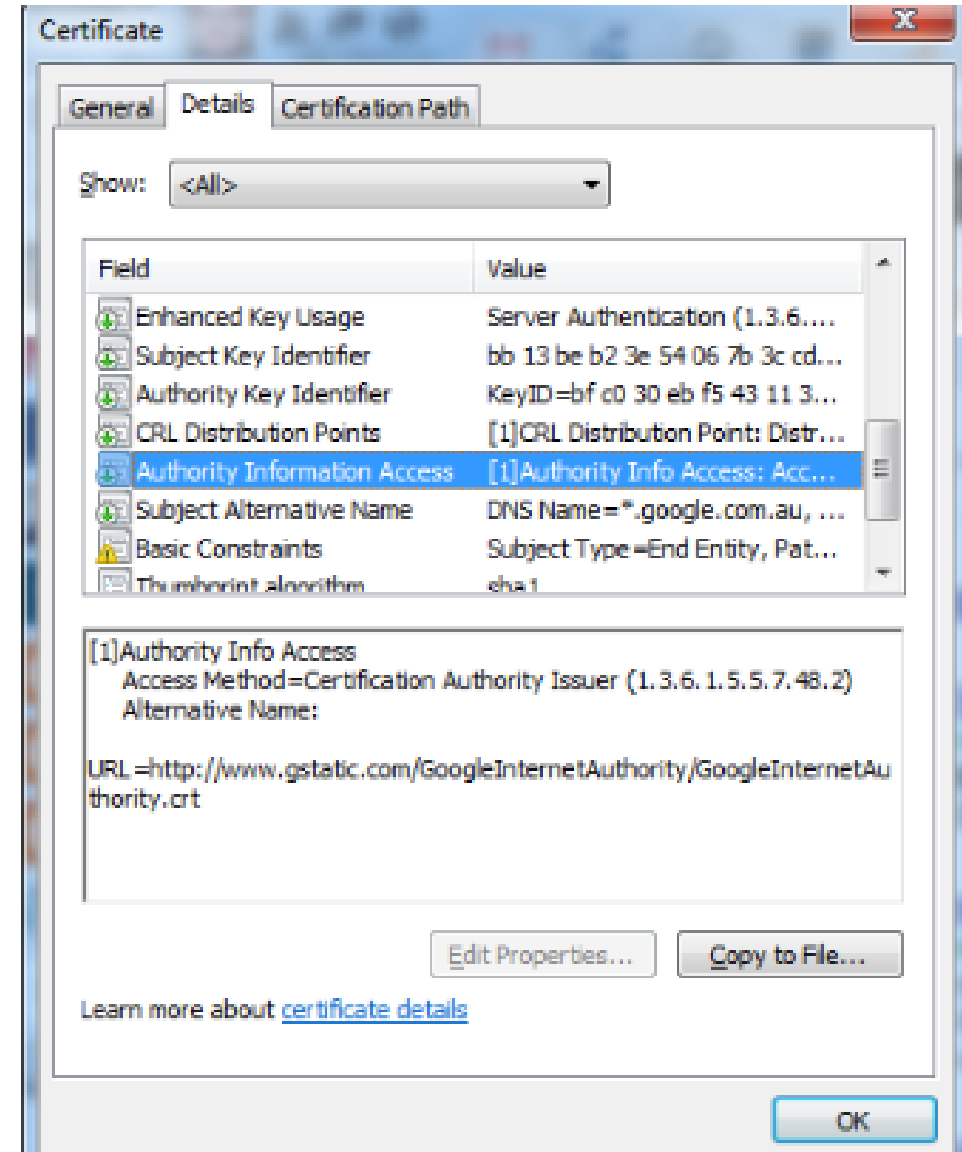 Certificate
General Details Certification Path
Show: <All>
Field Value
Enhanced Key Usage Server Authentication (1.3.6....
Subject Key Identifier bb 13 be b2 3e 54 06 7b 3c cd...
Authority Key Identifier KeyID=bf c0 30 eb f5 43 11 3...
CRL Distribution Points [1]CRL Distribution Point: Distr...
Authority Information Access [1]Authority Info Access: Acc...
Subject Alternative Name DNS Name=*.google.com.au, ...
Basic Constraints Subject Type=End Entity, Pat...
Thumbprint algorithm sha1
[1]Authority Info Access
Access Method=Certification Authority Issuer (1.3.6.1.5.5.7.48.2)
Alternative Name:
URL=http://www.gstatic.com/GoogleInternetAuthority/GoogleInternetAu
thority.crt
Edit Properties... Copy to File...
Learn more about certificate details
OK